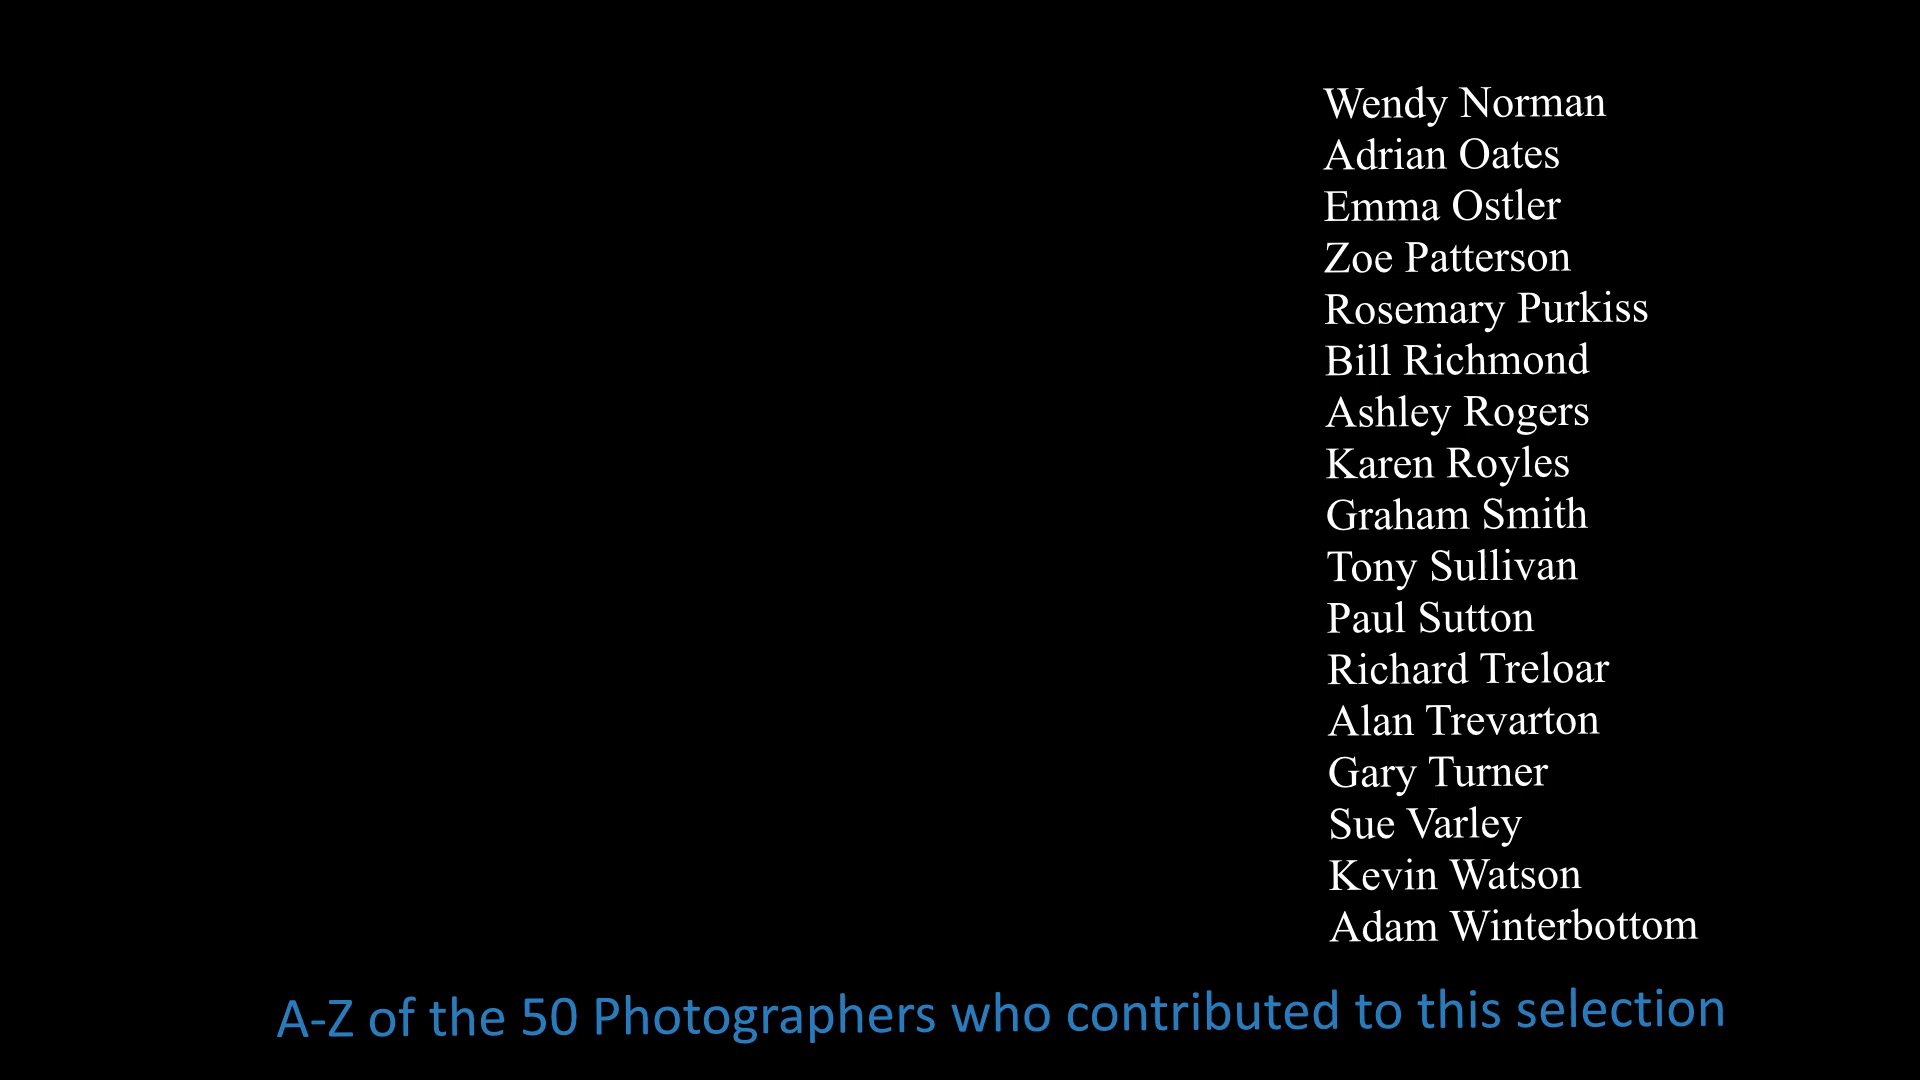 Wendy Norman
Adrian Oates
Emma Ostler
Zoe Patterson
Rosemary Purkiss
Bill Richmond
Ashley Rogers
Karen Royles
Graham Smith
Tony Sullivan
Paul Sutton
Richard Treloar
Alan Trevarton
Gary Turner
Sue Varley
Kevin Watson
Adam Winterbottom
A-Z of the 50 Photographers who contributed to this selection